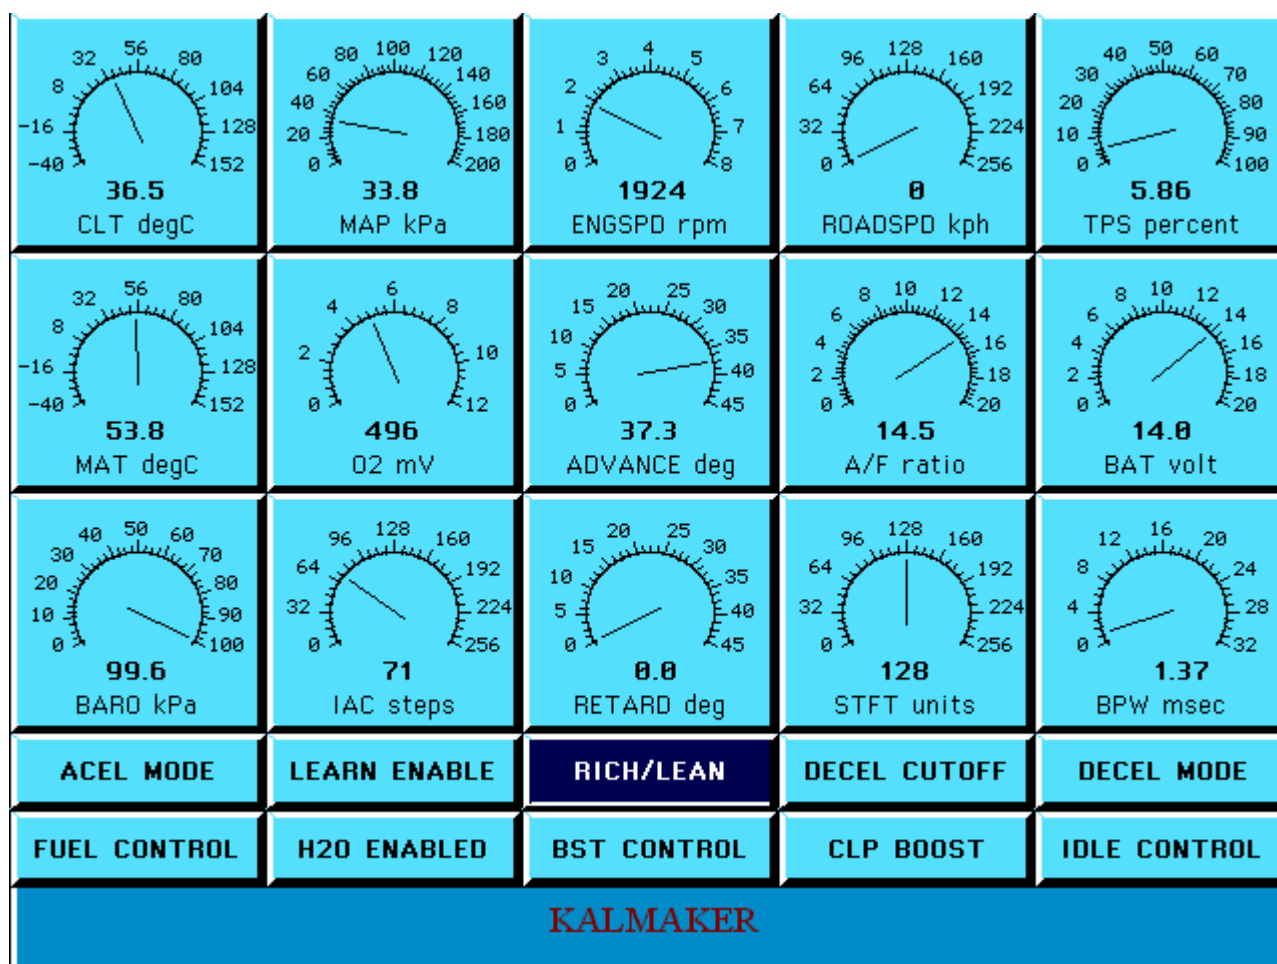 -40 -16 8 32 56 80 104 128 152
36.5
CLT degC
0 20 40 60 80 100 120 140 160 180 200
33.8
MAP kPa
0 1 2 3 4 5 6 7 8
1924
ENGSPD rpm
0 32 64 96 128 160 192 224 256
0
ROADSPD kph
0 10 20 30 40 50 60 70 80 90 100
5.86
TPS percent
-40 -16 8 32 56 80 104 128 152
53.8
MAT degC
0 2 4 6 8 10 12
496
O2 mV
0 5 10 15 20 25 30 35 40 45
37.3
ADVANCE deg
0 2 4 6 8 10 12 14 16 18 20
14.5
A/F ratio
0 2 4 6 8 10 12 14 16 18 20
14.0
BAT volt
0 10 20 30 40 50 60 70 80 90 100
99.6
BARO kPa
0 32 64 96 128 160 192 224 256
71
IAC steps
0 5 10 15 20 25 30 35 40 45
0.0
RETARD deg
0 32 64 96 128 160 192 224 256
128
STFT units
0 4 8 12 16 20 24 28 32
1.37
BPW msec
ACEL MODE
LEARN ENABLE
RICH/LEAN
DECEL CUTOFF
DECEL MODE
FUEL CONTROL
H2O ENABLED
BST CONTROL
CLP BOOST
IDLE CONTROL
KALMAKER